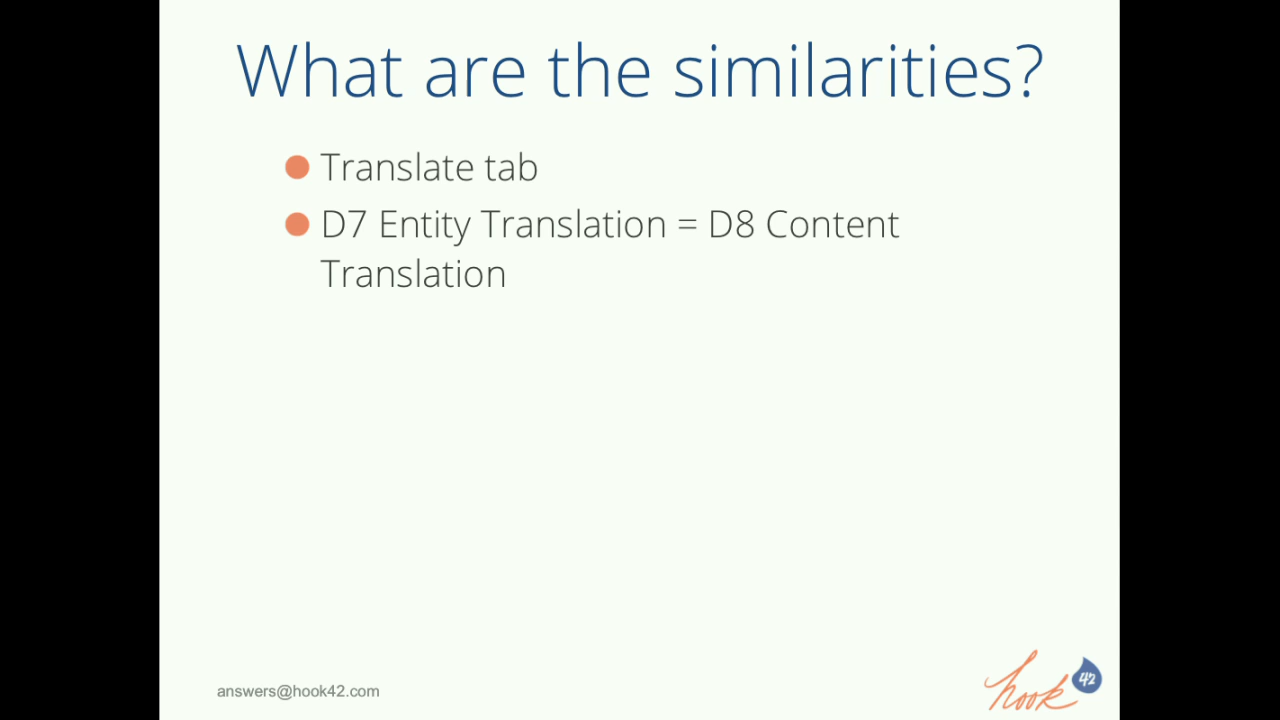 What are the similarities?
Translate tab
D7 Entity Translation = D8 Content
Translation
answers@hook42.com
hook 42